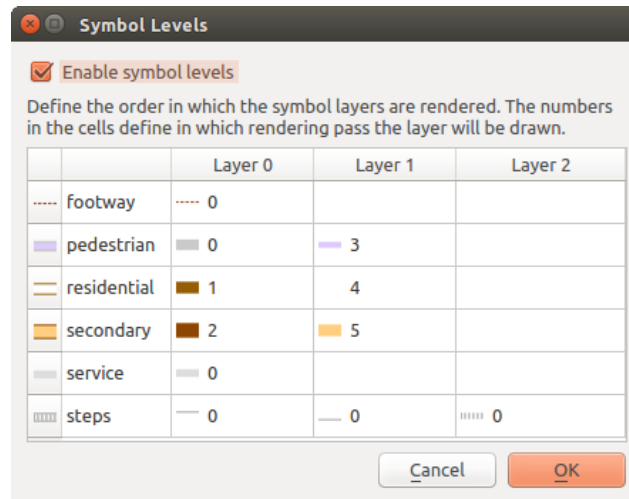 Symbol Levels
Enable symbol levels
Define the order in which the symbol layers are rendered. The numbers
in the cells define in which rendering pass the layer will be drawn.
Layer 0 Layer 1 Layer 2
footway 0
pedestrian 0 3
residential 1 4
secondary 2 5
service 0
steps 0 0 0
Cancel OK